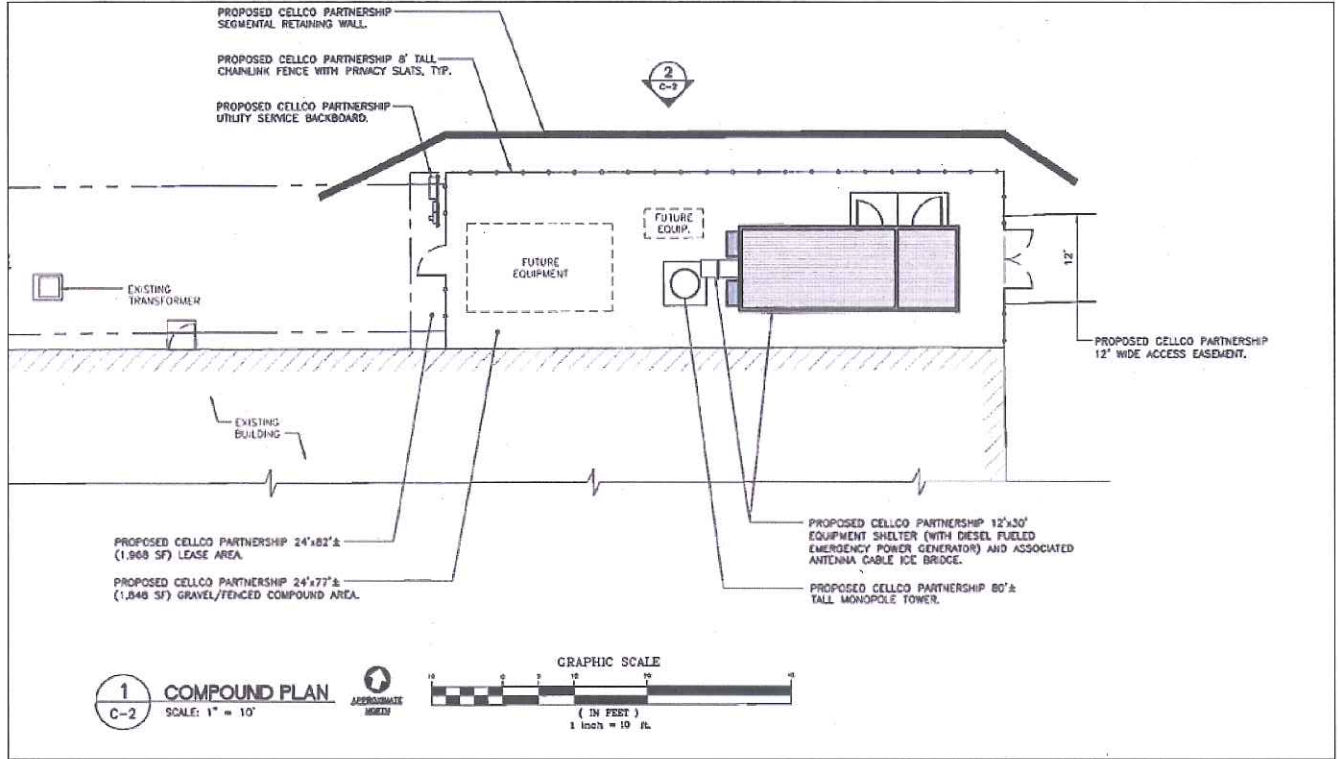 PROPOSED CELLCO PARTNERSHIP
SEGMENTAL RETAINING WALL.
PROPOSED CELLCO PARTNERSHIP 8' TALL
CHAINLINK FENCE WITH PRIVACY SLATS, TYP.
PROPOSED CELLCO PARTNERSHIP
UTILITY SERVICE BACKBOARD.
2
C-2
FUTURE
EQUIP.
FUTURE
EQUIPMENT
EXISTING
TRANSFORMER
12'
PROPOSED CELLCO PARTNERSHIP
12' WIDE ACCESS EASEMENT.
EXISTING
BUILDING
PROPOSED CELLCO PARTNERSHIP 24'x82'±
(1,968 SF) LEASE AREA.
PROPOSED CELLCO PARTNERSHIP 24'x77'±
(1,848 SF) GRAVEL/FENCED COMPOUND AREA.
PROPOSED CELLCO PARTNERSHIP 12'x30'
EQUIPMENT SHELTER (WITH DIESEL FUELED
EMERGENCY POWER GENERATOR) AND ASSOCIATED
ANTENNA CABLE ICE BRIDGE.
PROPOSED CELLCO PARTNERSHIP 80'±
TALL MONOPOLE TOWER.
1
C-2
COMPOUND PLAN
SCALE: 1" = 10'
APPROXIMATE
NORTH
GRAPHIC SCALE
10 0 5 10
( IN FEET )
1 inch = 10 ft.